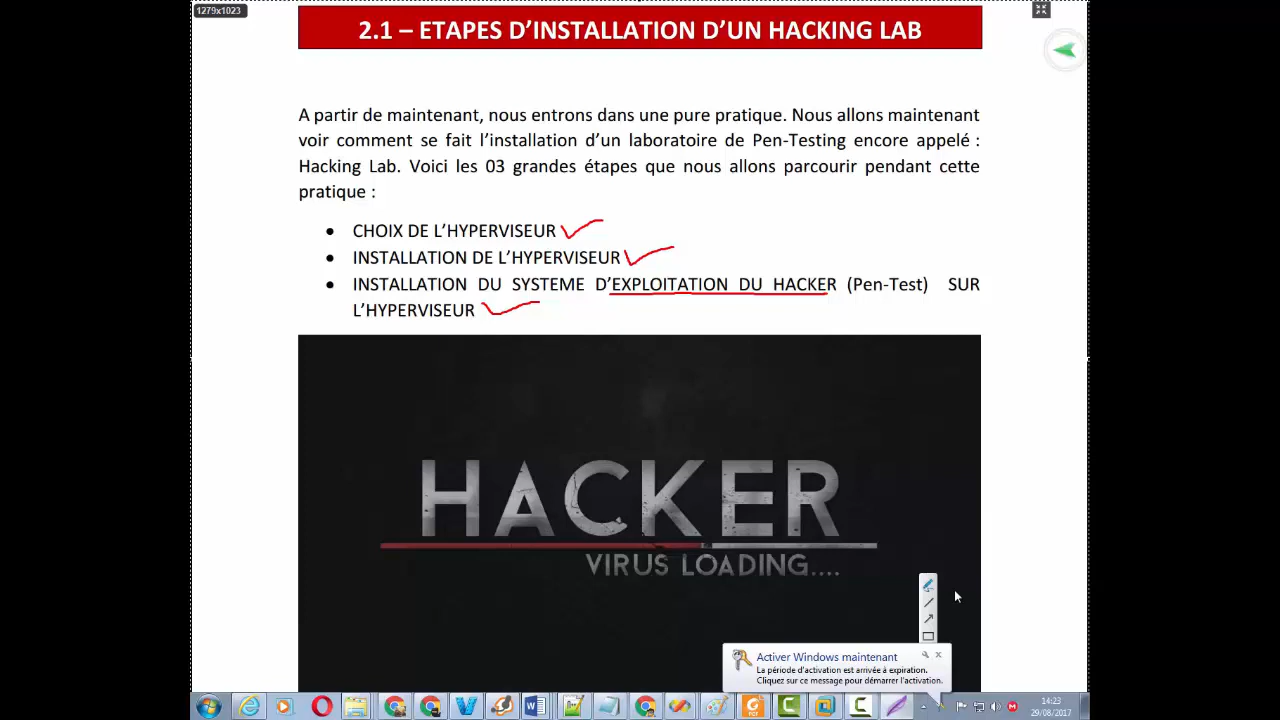 1279x1023
2.1 – ETAPES D’INSTALLATION D’UN HACKING LAB
A partir de maintenant, nous entrons dans une pure pratique. Nous allons maintenant
voir comment se fait l’installation d’un laboratoire de Pen-Testing encore appelé :
Hacking Lab. Voici les 03 grandes étapes que nous allons parcourir pendant cette
pratique :
• CHOIX DE L’HYPERVISEUR
• INSTALLATION DE L’HYPERVISEUR
• INSTALLATION DU SYSTEME D’EXPLOITATION DU HACKER (Pen-Test) SUR
L’HYPERVISEUR
HACKER
VIRUS LOADING....
Activer Windows maintenant
La période d'activation est arrivée à expiration.
Cliquez sur ce message pour démarrer l'activation.
14:23
29/08/2017